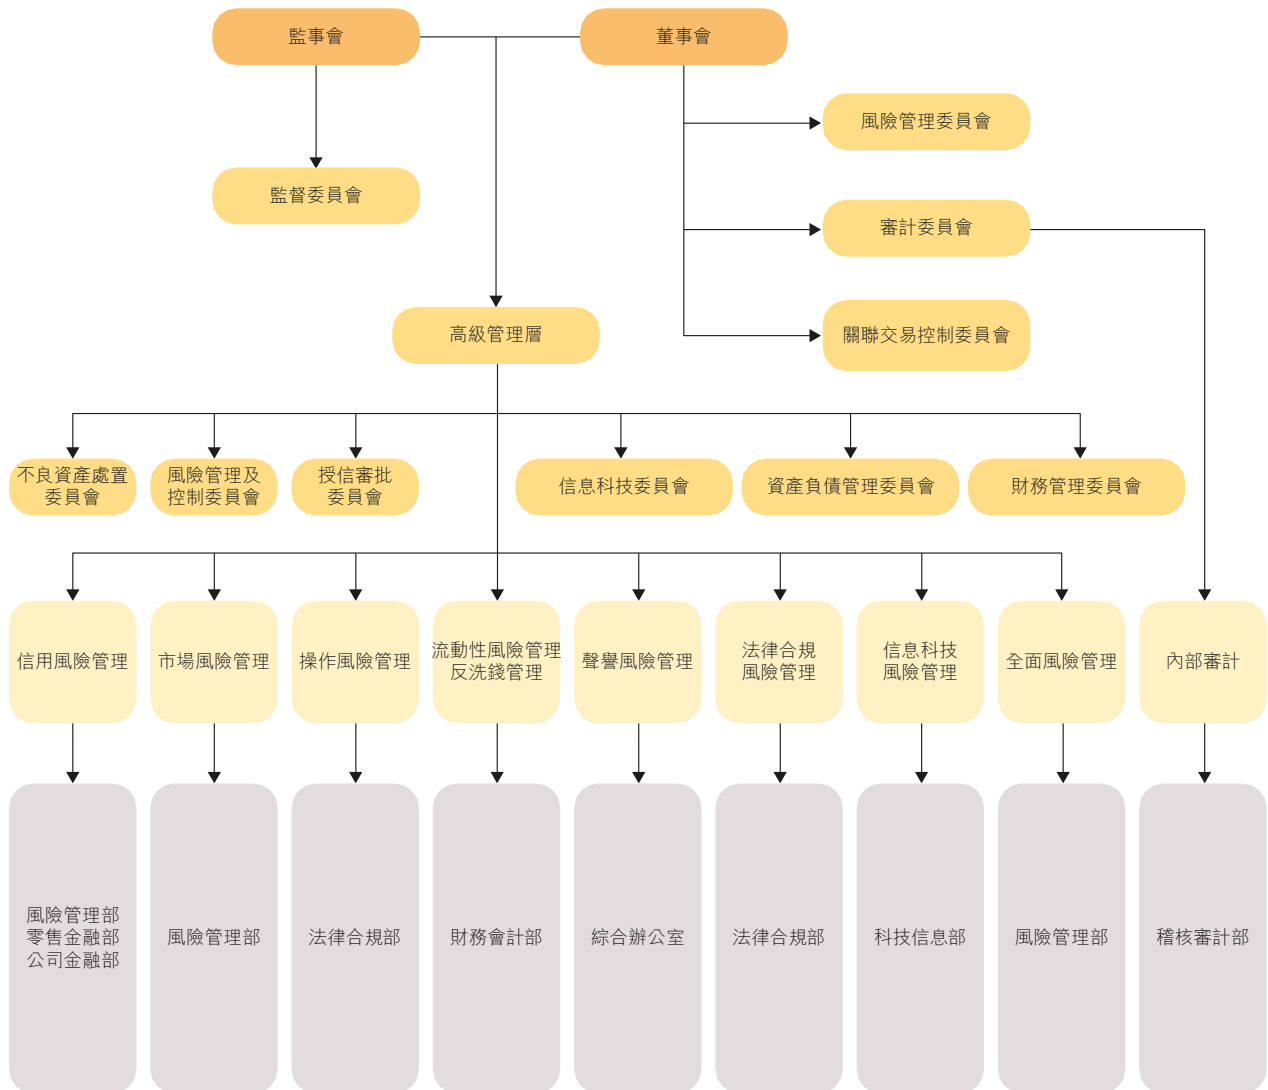 監事會
董事會
風險管理委員會
監督委員會
審計委員會
高級管理層
關聯交易控制委員會
不良資產處置
委員會
風險管理及
控制委員會
授信審批
委員會
信息科技委員會
資產負債管理委員會
財務管理委員會
信用風險管理
市場風險管理
操作風險管理
流動性風險管理
反洗錢管理
聲譽風險管理
法律合規
風險管理
信息科技
風險管理
全面風險管理
內部審計
風險管理部
零售金融部
公司金融部
風險管理部
法律合規部
財務會計部
綜合辦公室
法律合規部
科技信息部
風險管理部
稽核審計部